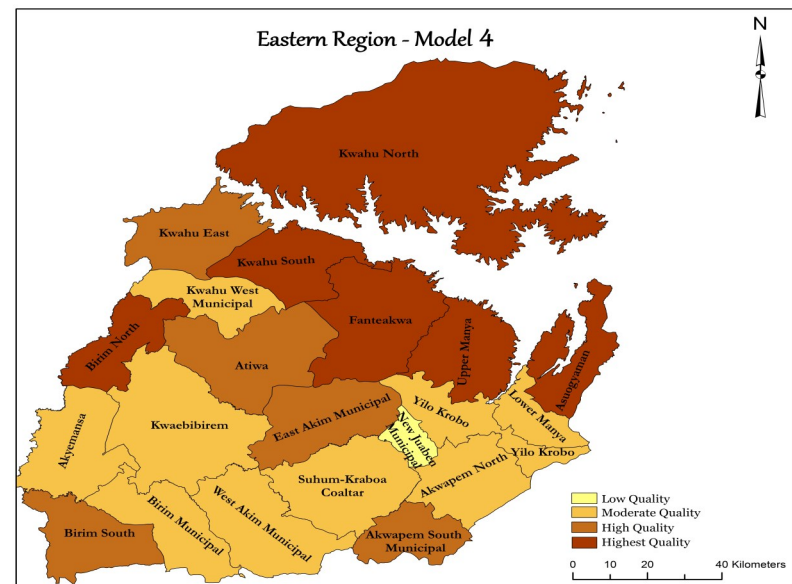 Eastern Region - Model 4
N
Kwahu North
Kwahu East
Kwahu South
Kwahu West
Municipal
Fanteakwa
Birim North
Atiwa
Upper Manya
Asuogyaman
Kwaebibirem
East Akim Municipal
Yilo Krobo
Lower Manya
Akyemansa
New Juaben
Municipal
Yilo Krobo
Suhum-Kraboa
Coaltar
Akwapem North
Birim South
Birim Municipal
West Akim Municipal
Akwapem South
Municipal
Low Quality
Moderate Quality
High Quality
Highest Quality
0 10 20 40 Kilometers